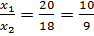 x₁/x₂ = 20/18 = 10/9